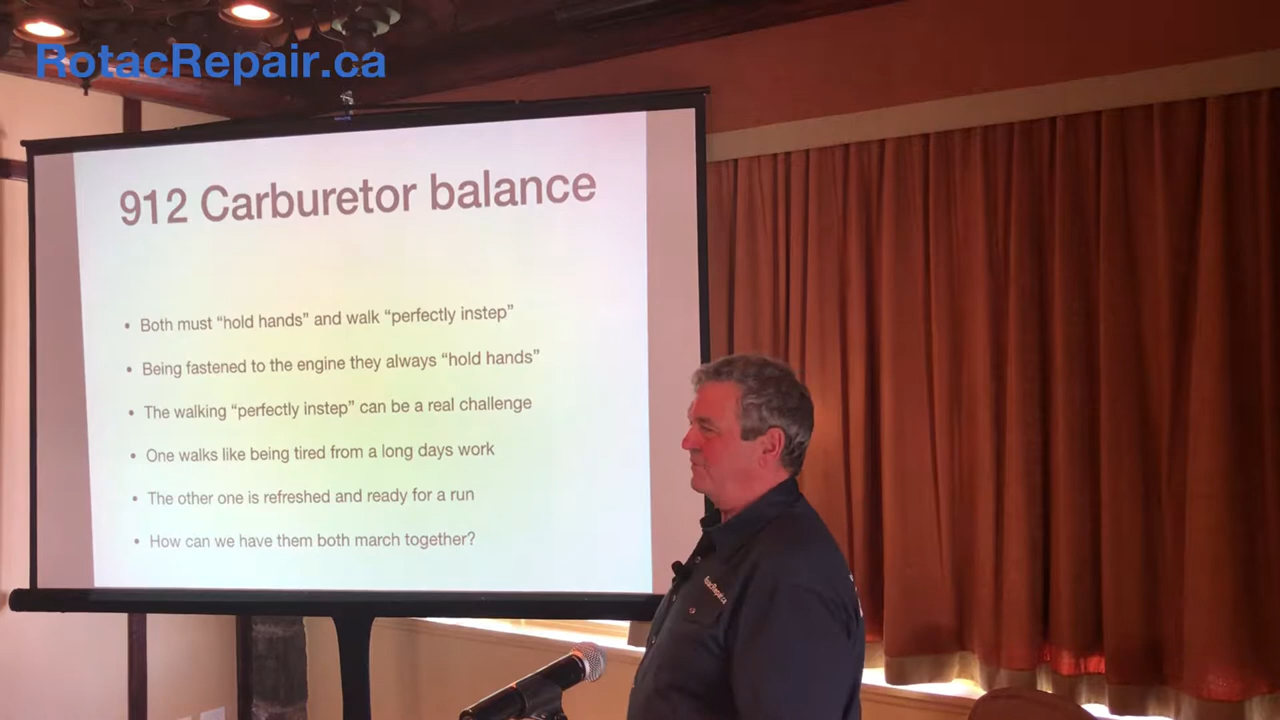 RotacRepair.ca
912 Carburetor balance
• Both must “hold hands” and walk “perfectly instep”
• Being fastened to the engine they always “hold hands”
• The walking “perfectly instep” can be a real challenge
• One walks like being tired from a long days work
• The other one is refreshed and ready for a run
• How can we have them both march together?
RotacRepair.ca